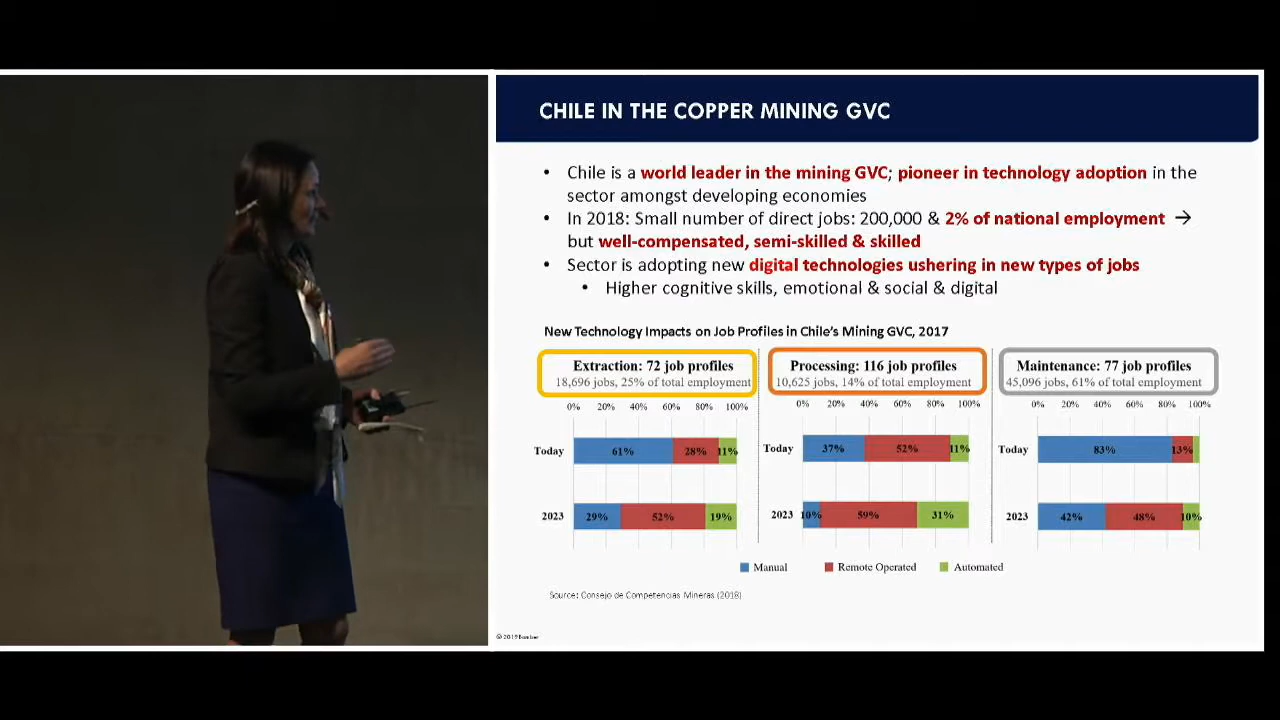 CHILE IN THE COPPER MINING GVC
• Chile is a world leader in the mining GVC; pioneer in technology adoption in the
sector amongst developing economies
• In 2018: Small number of direct jobs: 200,000 & 2% of national employment →
but well-compensated, semi-skilled & skilled
• Sector is adopting new digital technologies ushering in new types of jobs
• Higher cognitive skills, emotional & social & digital
New Technology Impacts on Job Profiles in Chile's Mining GVC, 2017
Extraction: 72 job profiles
18,696 jobs, 25% of total employment
0% 20% 40% 60% 80% 100%
Today 61% 28% 11%
2023 29% 52% 19%
Processing: 116 job profiles
10,625 jobs, 14% of total employment
0% 20% 40% 60% 80% 100%
Today 37% 52% 11%
2023 10% 59% 31%
Maintenance: 77 job profiles
45,096 jobs, 61% of total employment
0% 20% 40% 60% 80% 100%
Today 83% 13%
2023 42% 48% 10%
Manual Remote Operated Automated
Source: Consejo de Competencias Mineras (2018)
© 2019 Bamber